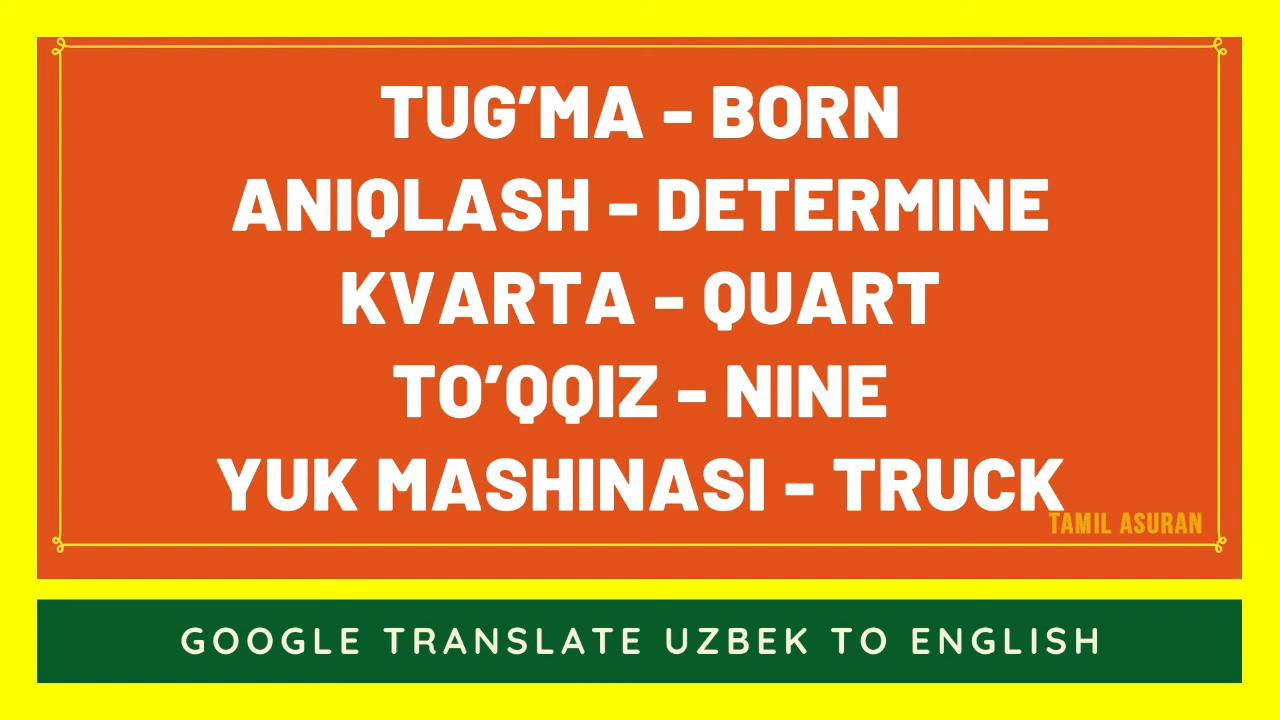 TUG’MA – BORN
ANIQLASH – DETERMINE
KVARTA – QUART
TO’QQIZ – NINE
YUK MASHINASI – TRUCK
TAMIL ASURAN
GOOGLE TRANSLATE UZBEK TO ENGLISH